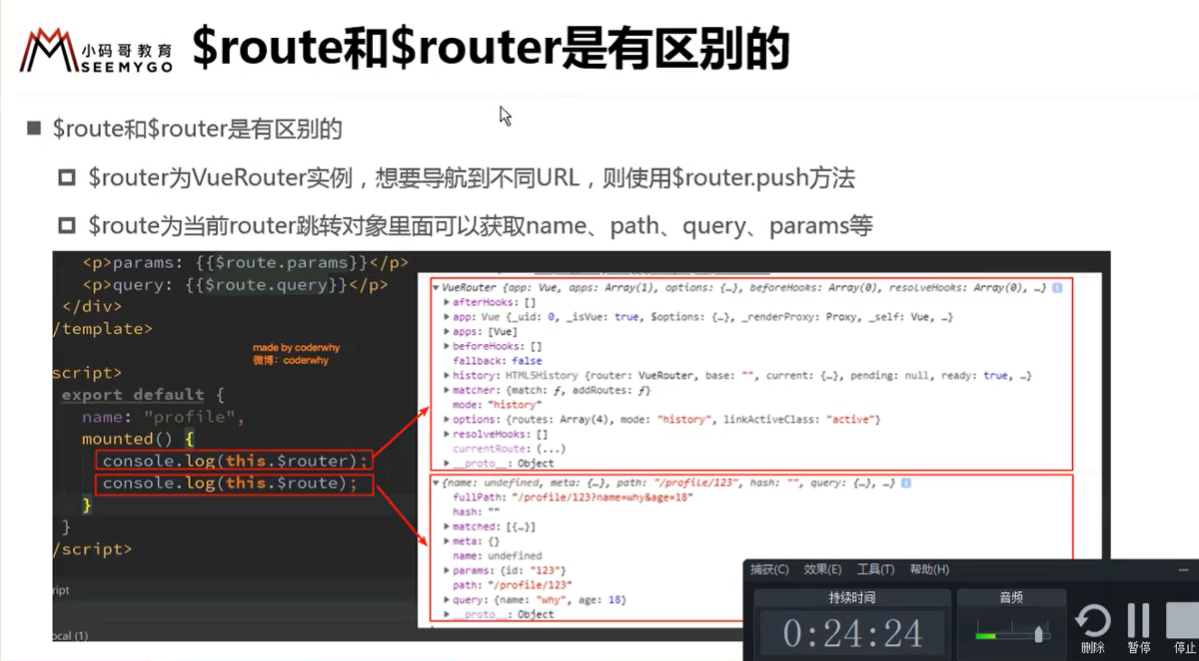 小码哥教育
SEEMYGO
$route和$router是有区别的
$route和$router是有区别的
$router为VueRouter实例，想要导航到不同URL，则使用$router.push方法
$route为当前router跳转对象里面可以获取name、path、query、params等
<p>params: {{$route.params}}</p>
<p>query: {{$route.query}}</p>
</div>
/template>
made by coderwhy
微博：coderwhy
script>
export default {
name: "profile",
mounted() {
console.log(this.$router);
console.log(this.$route);
}
}
/script>
ript
ocal (1)
VueRouter {app: Vue, apps: Array(1), options: {…}, beforeHooks: Array(0), resolveHooks: Array(0), …}
afterHooks: []
app: Vue {_uid: 0, _isVue: true, $options: {…}, _renderProxy: Proxy, _self: Vue, …}
apps: [Vue]
beforeHooks: []
fallback: false
history: HTML5History {router: VueRouter, base: "", current: {…}, pending: null, ready: true, …}
matcher: {match: ƒ, addRoutes: ƒ}
mode: "history"
options: {routes: Array(4), mode: "history", linkActiveClass: "active"}
resolveHooks: []
currentRoute: (...)
__proto__: Object
{name: undefined, meta: {…}, path: "/profile/123", hash: "", query: {…}, …}
fullPath: "/profile/123?name=why&age=18"
hash: ""
matched: [{…}]
meta: {}
name: undefined
params: {id: "123"}
path: "/profile/123"
query: {name: "why", age: 18}
__proto__: Object
捕获(C) 效果(E) 工具(T) 帮助(H)
持续时间
音频
0:24:24
删除 暂停 停止